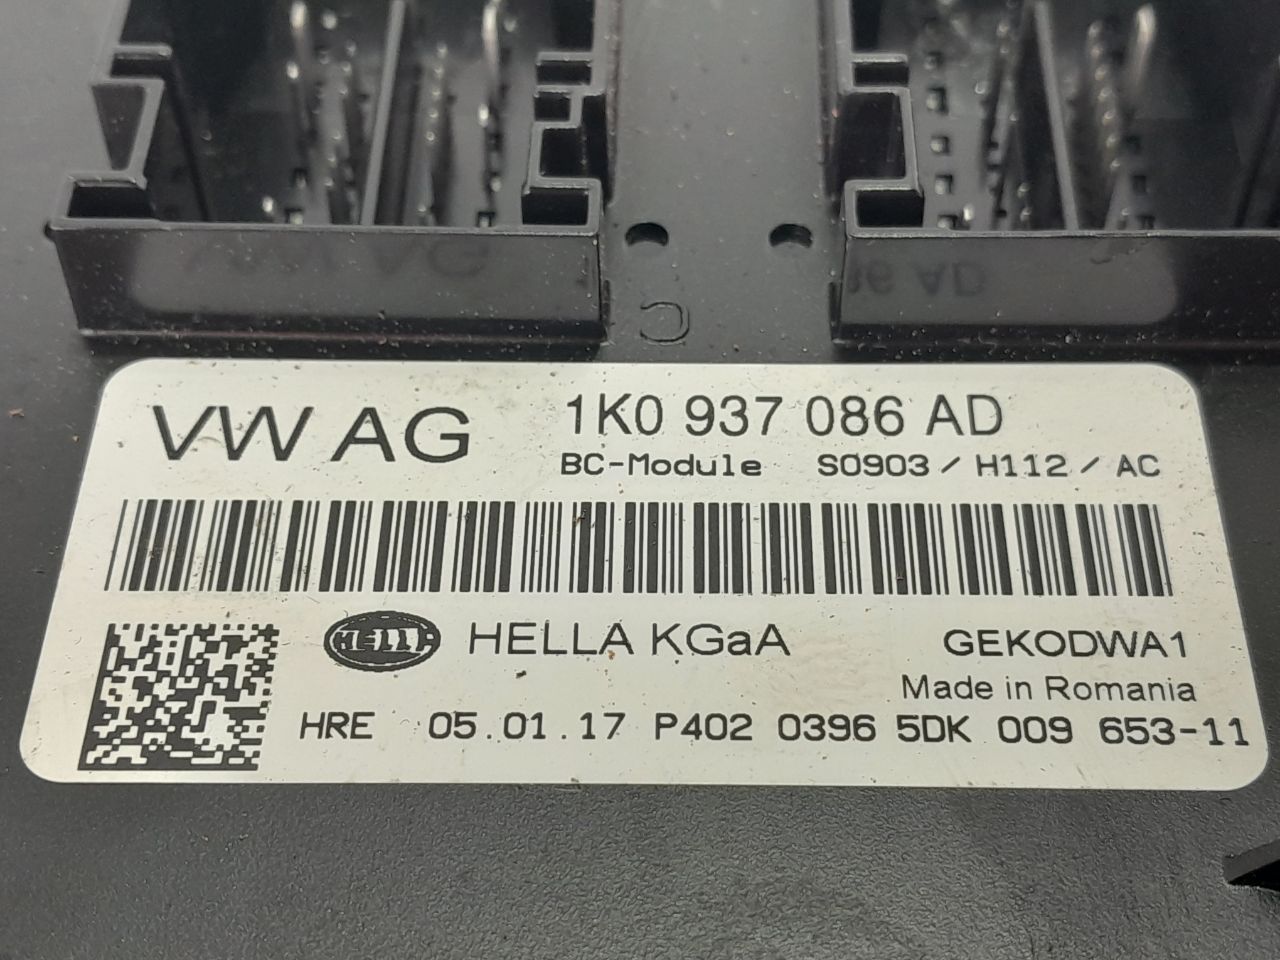 C
VW AG
1K0 937 086 AD
BC-Module S0903 / H112 / AC
HELLA
HELLA KGaA
GEKODWA1
Made in Romania
HRE 05.01.17 P402 0396 5DK 009 653-11